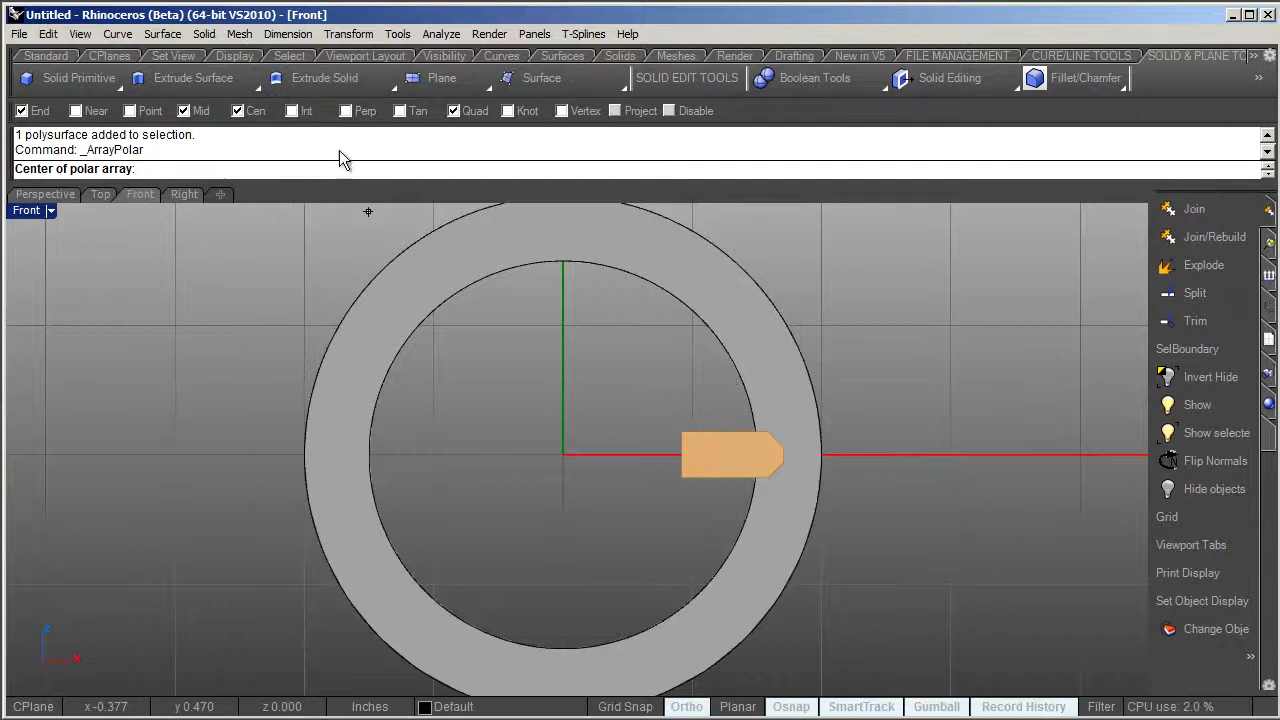 Untitled - Rhinoceros (Beta) (64-bit VS2010) - [Front]
File Edit View Curve Surface Solid Mesh Dimension Transform Tools Analyze Render Panels T-Splines Help
Standard CPlanes Set View Display Select Viewport Layout Visibility Curves Surfaces Solids Meshes Render Drafting New in V5 FILE MANAGEMENT CURE/LINE TOOLS SOLID & PLANE TC
Solid Primitive Extrude Surface Extrude Solid Plane Surface SOLID EDIT TOOLS Boolean Tools Solid Editing Fillet/Chamfer
End Near Point Mid Cen Int Perp Tan Quad Knot Vertex Project Disable
1 polysurface added to selection.
Command: _ArrayPolar
Center of polar array:
Perspective Top Front Right
Front
Join
Join/Rebuild
Explode
Split
Trim
SelBoundary
Invert Hide
Show
Show selecte
Flip Normals
Hide objects
Grid
Viewport Tabs
Print Display
Set Object Display
Change Obje
z
x
CPlane x -0.377 y 0.470 z 0.000 inches Default Grid Snap Ortho Planar Osnap SmartTrack Gumball Record History Filter CPU use: 2.0 %